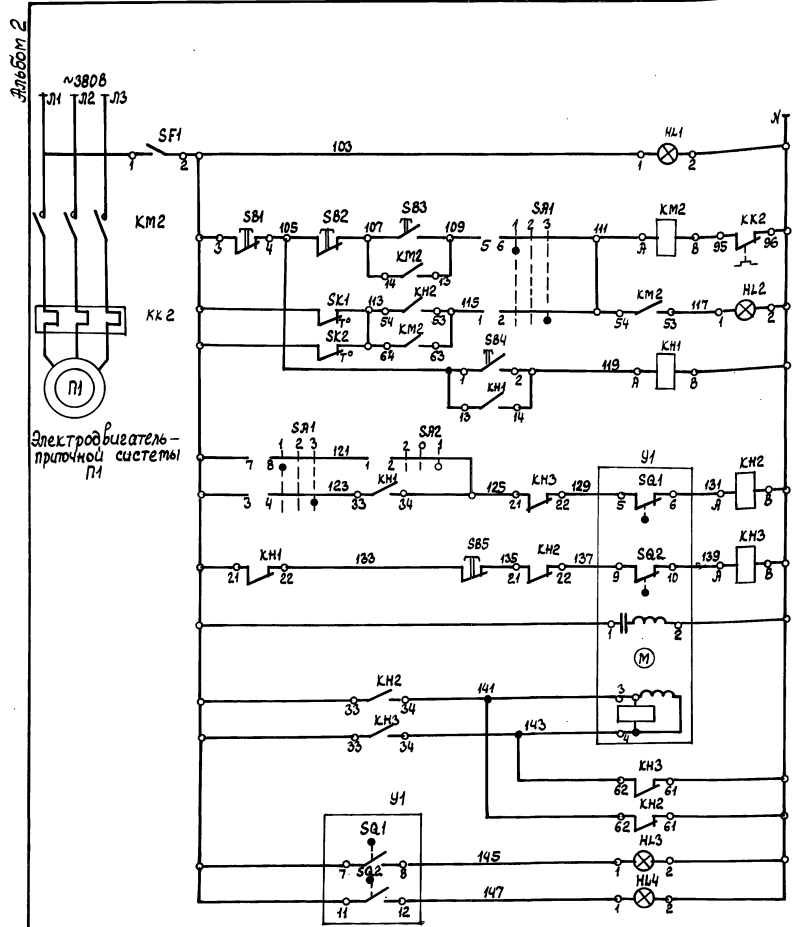 Альбом 2
~380В
Л1 Л2 Л3
N
SF1
1 2
103
HL1
1 2
KM2
SB1 105 SB2 107 SB3 109 SA1 111 KM2 KK2
3 4 5 6 1 2 3 A B 95 96
KM2
14 13
KK2
SK1 113 KH2 115 KM2 117 HL2
T° 54 53 1 2 54 53 1 2
SK2 KM2
T° 64 63
SB4 119 KH1
1 2 A B
KH1
13 14
П1
Электродвигатель-
приточной системы
П1
SA1 121 SA2
1 2 3 2 1
7 8 1 2
У1
123 KH1 125 KH3 129 SQ1 131 KH2
3 4 33 34 21 22 5 6 A B
KH1 133 SB5 135 KH2 137 SQ2 139 KH3
21 22 21 22 9 10 A B
1 2
M
KH2 141 3
33 34
KH3 143 4
33 34
KH3
62 61
KH2
62 61
У1
SQ1 145 HL3
7 8 1 2
SQ2 147 HL4
11 12 1 2